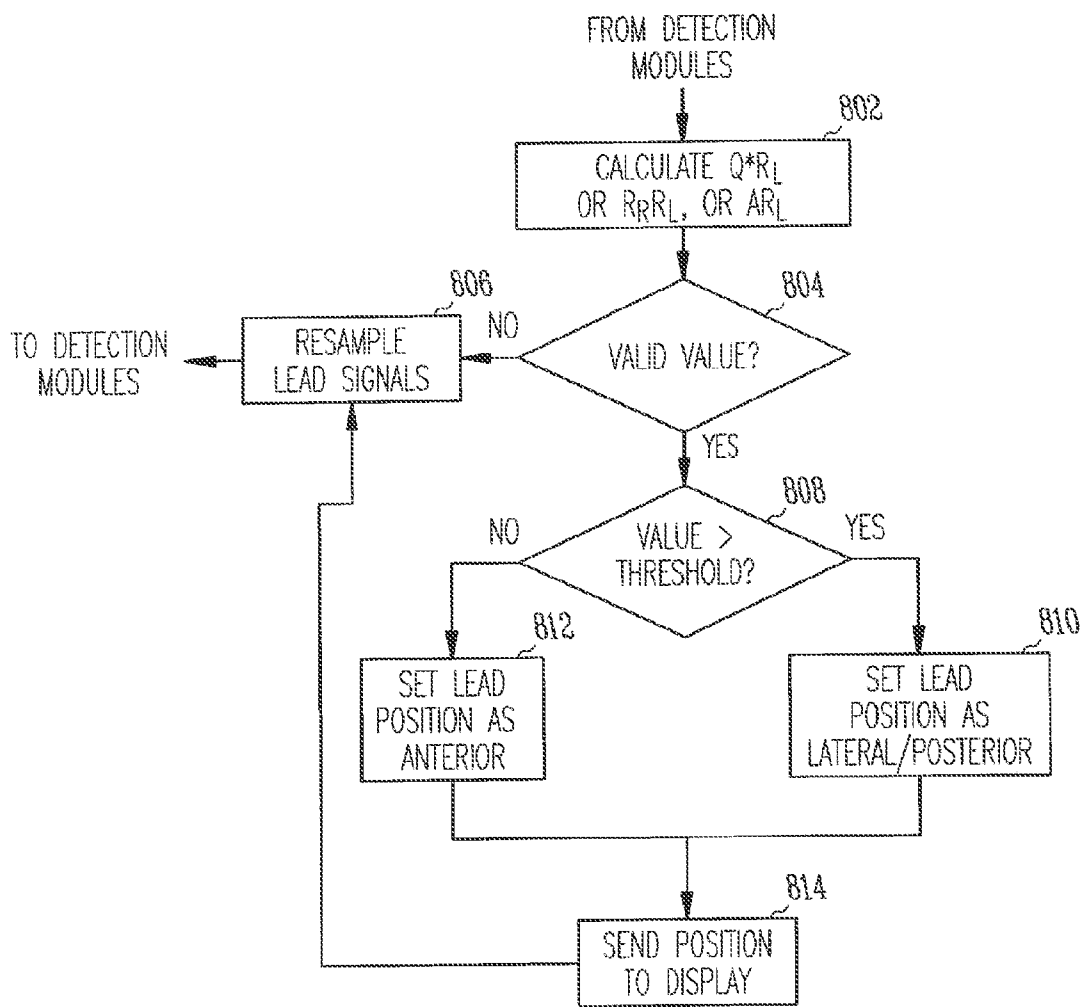 FROM DETECTION
MODULES
802
CALCULATE Q*RL
OR RRRL, OR ARL
804
VALID VALUE?
NO
YES
806
RESAMPLE
LEAD SIGNALS
TO DETECTION
MODULES
808
VALUE >
THRESHOLD?
NO
YES
812
SET LEAD
POSITION AS
ANTERIOR
810
SET LEAD
POSITION AS
LATERAL/POSTERIOR
814
SEND POSITION
TO DISPLAY